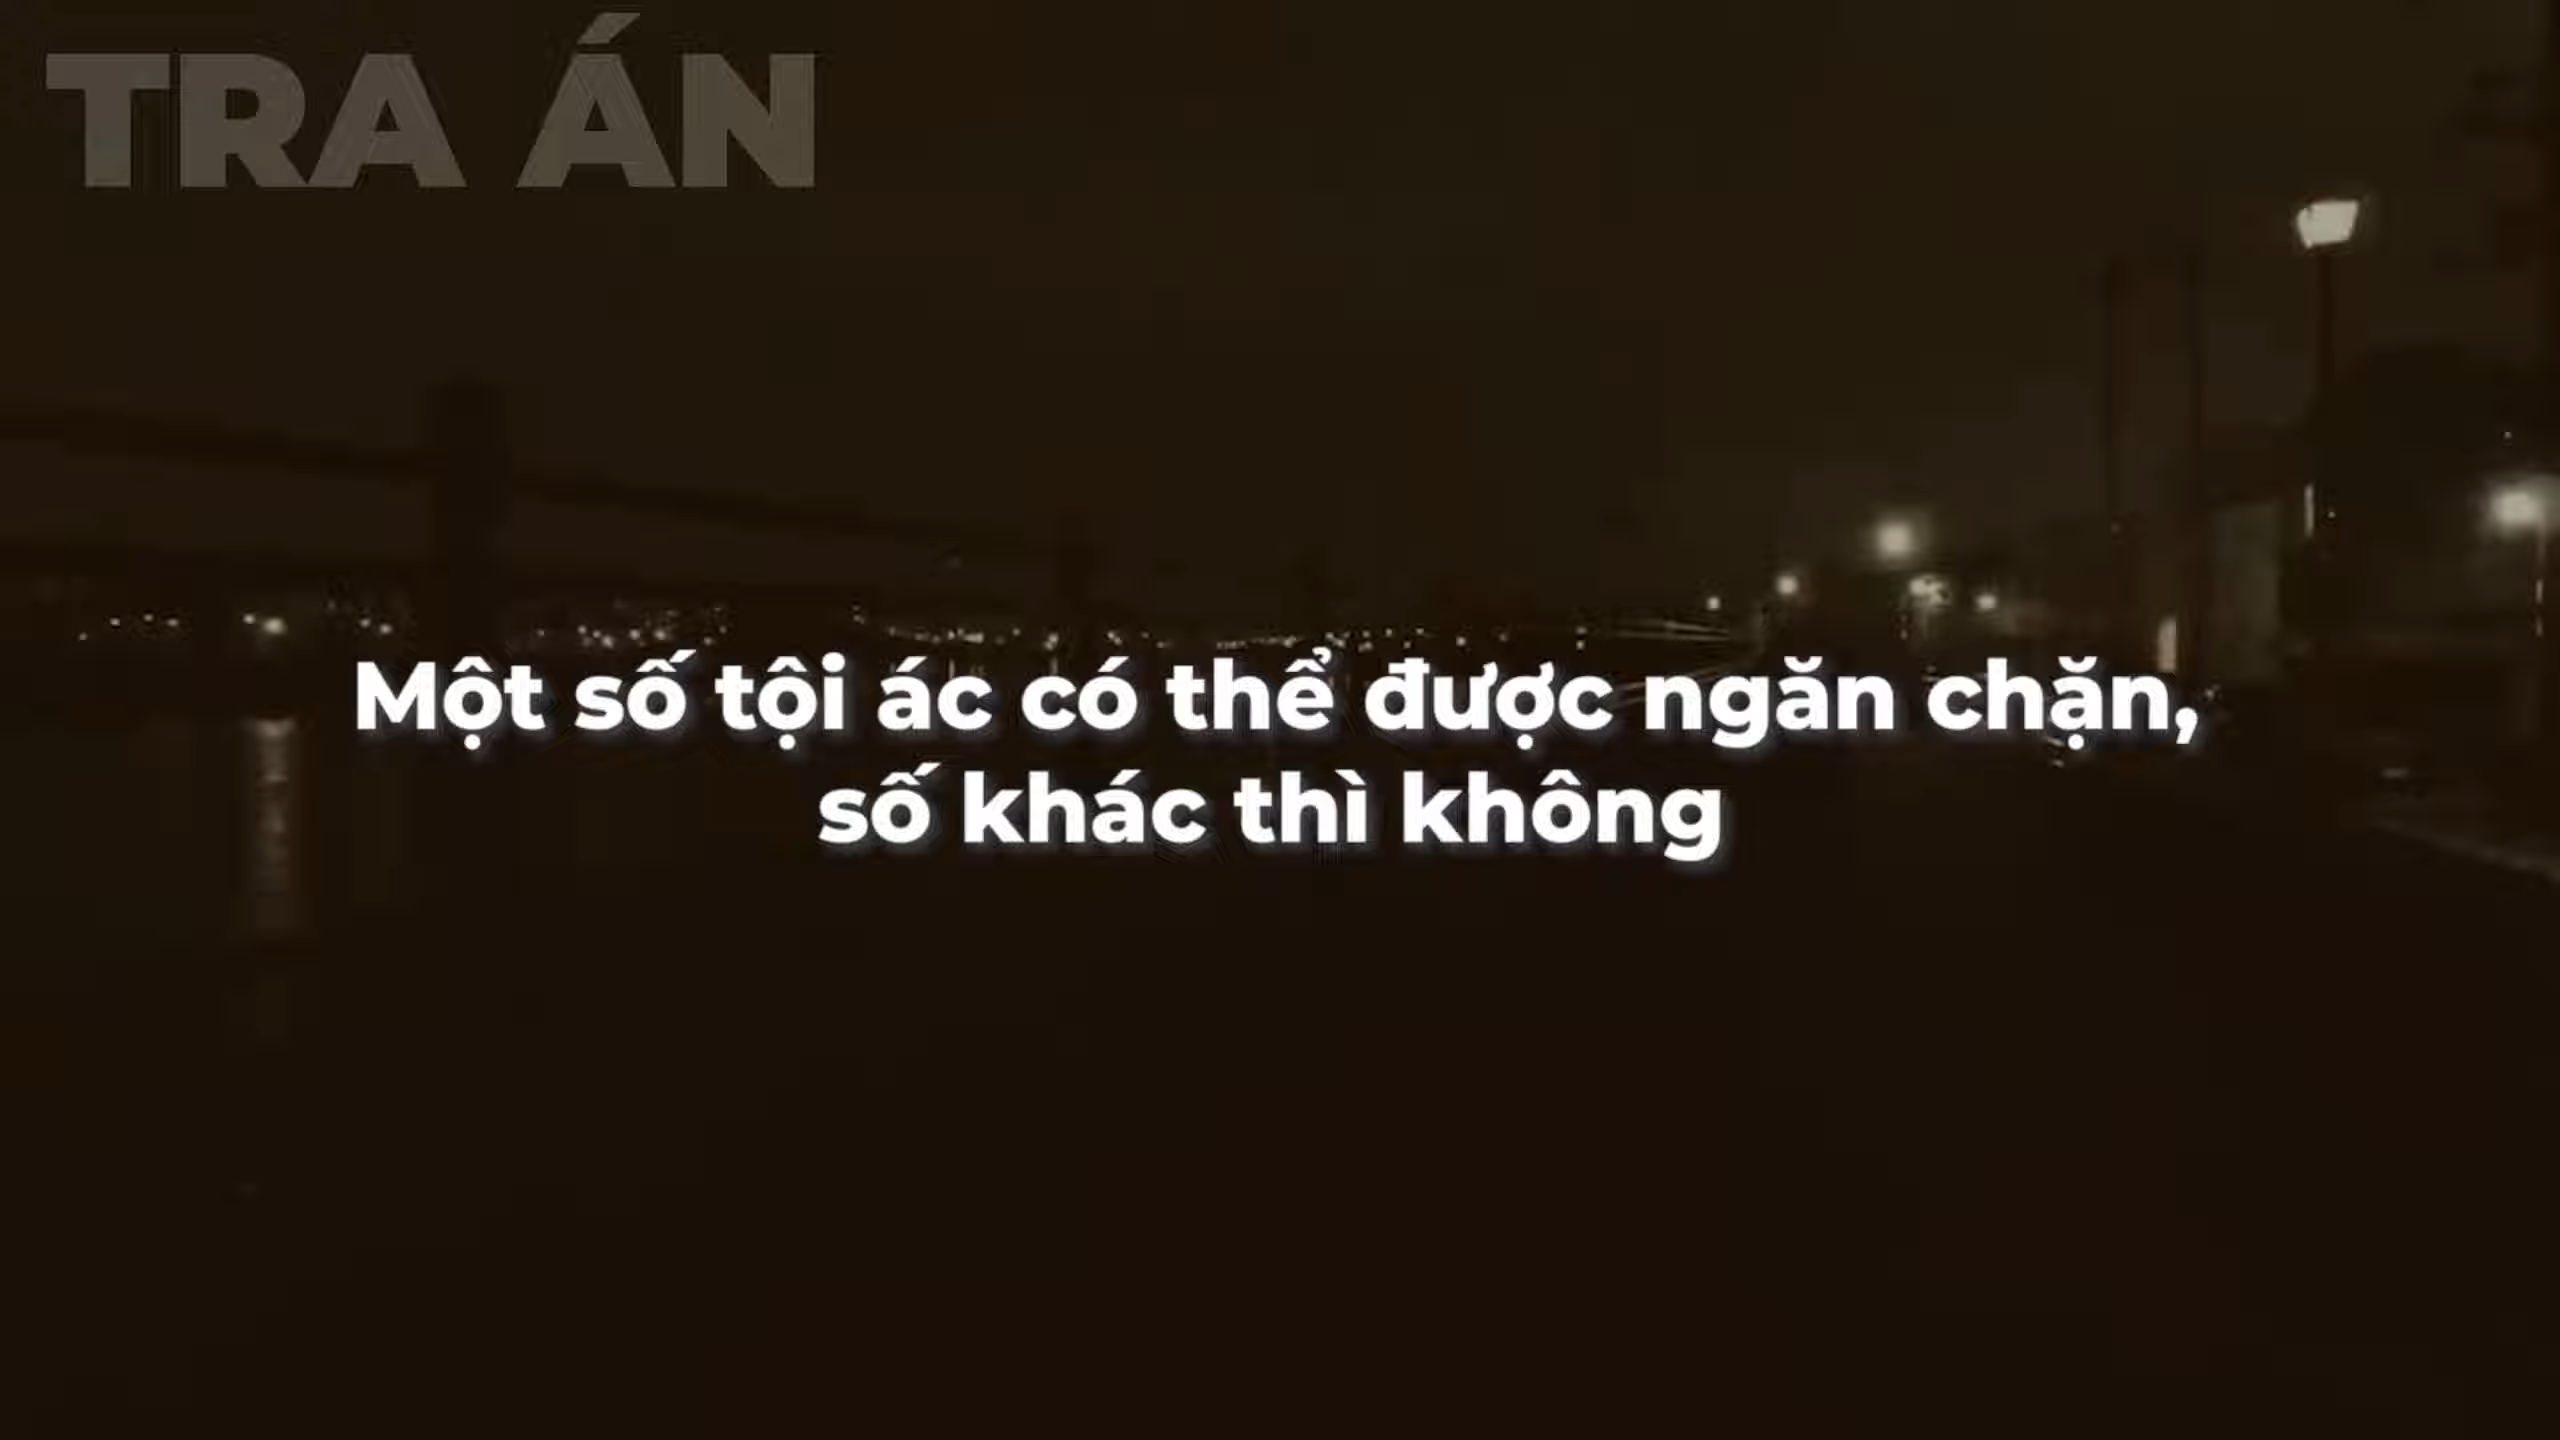 TRA ÁN
Một số tội ác có thể được ngăn chặn,
số khác thì không